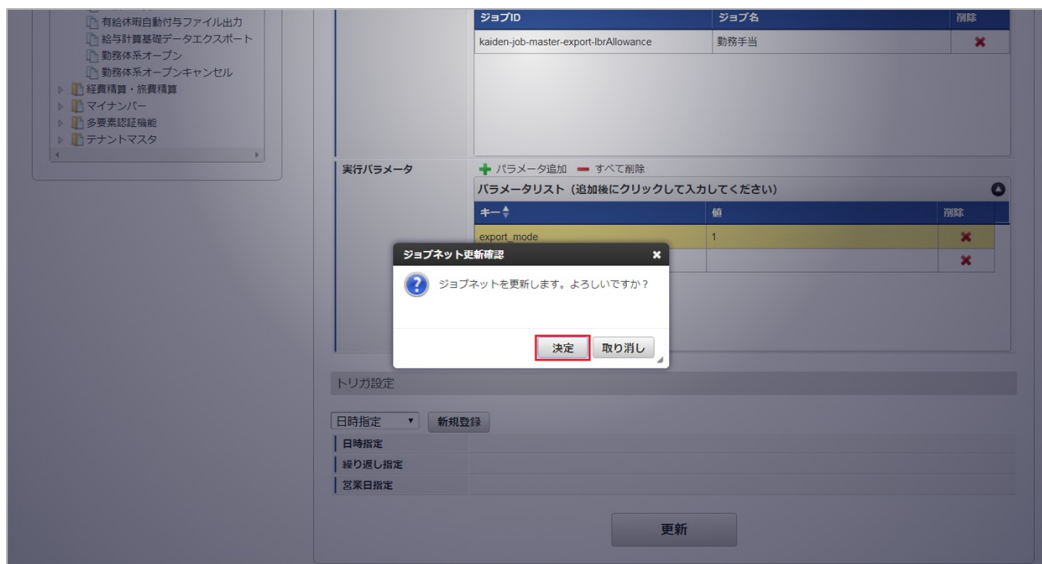 有給休暇自動付与ファイル出力
給与計算基礎データエクスポート
勤務体系オープン
勤務体系オープンキャンセル
経費精算・旅費精算
マイナンバー
多要素認証機能
テナントマスタ
ジョブID ジョブ名 削除
kaiden-job-master-export-lbrAllowance 勤務手当
実行パラメータ
パラメータ追加 すべて削除
パラメータリスト（追加後にクリックして入力してください）
キー 値 削除
export_mode 1
ジョブネット更新確認
ジョブネットを更新します。よろしいですか？
決定 取り消し
トリガ設定
日時指定 新規登録
日時指定
繰り返し指定
営業日指定
更新